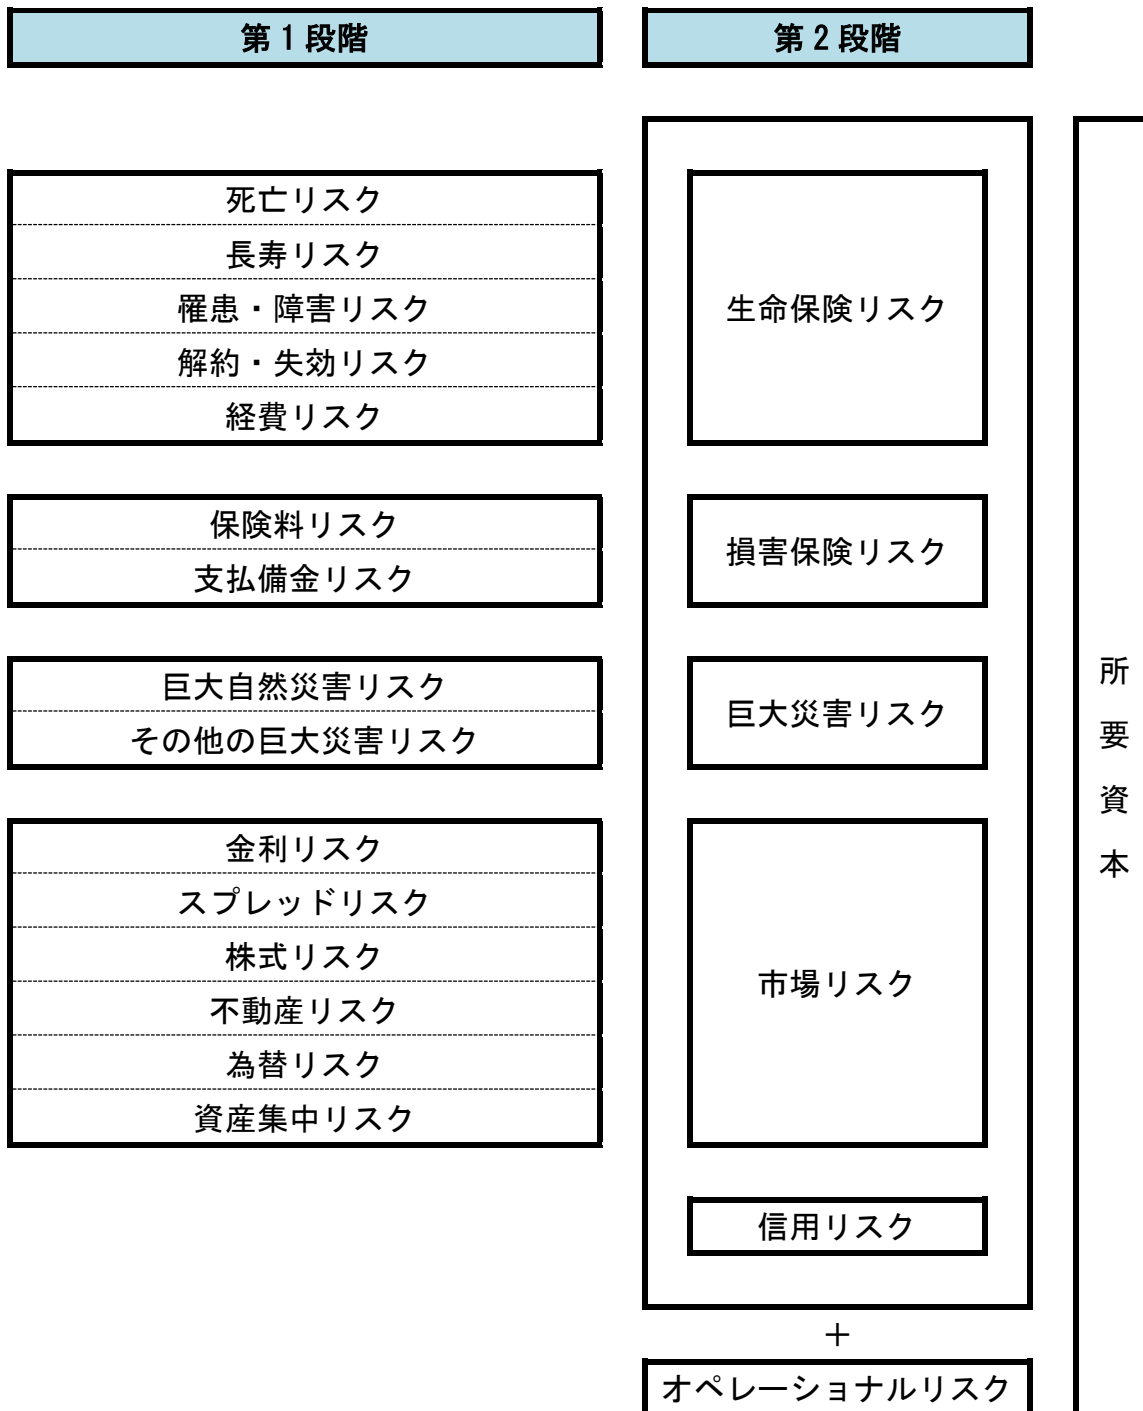 第1段階
第2段階
死亡リスク
長寿リスク
罹患・障害リスク
解約・失効リスク
経費リスク
生命保険リスク
保険料リスク
支払備金リスク
損害保険リスク
巨大自然災害リスク
その他の巨大災害リスク
巨大災害リスク
金利リスク
スプレッドリスク
株式リスク
不動産リスク
為替リスク
資産集中リスク
市場リスク
信用リスク
＋
オペレーショナルリスク
所要資本